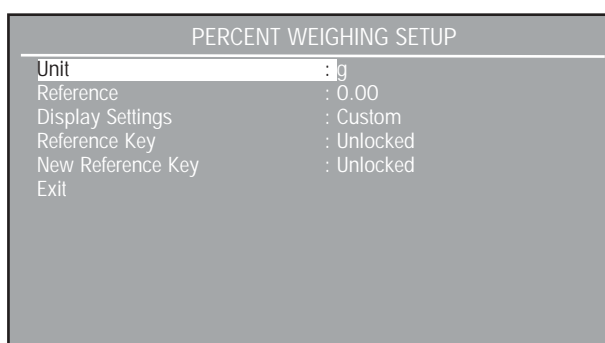 PERCENT WEIGHING SETUP
Unit : g
Reference : 0.00
Display Settings : Custom
Reference Key : Unlocked
New Reference Key : Unlocked
Exit